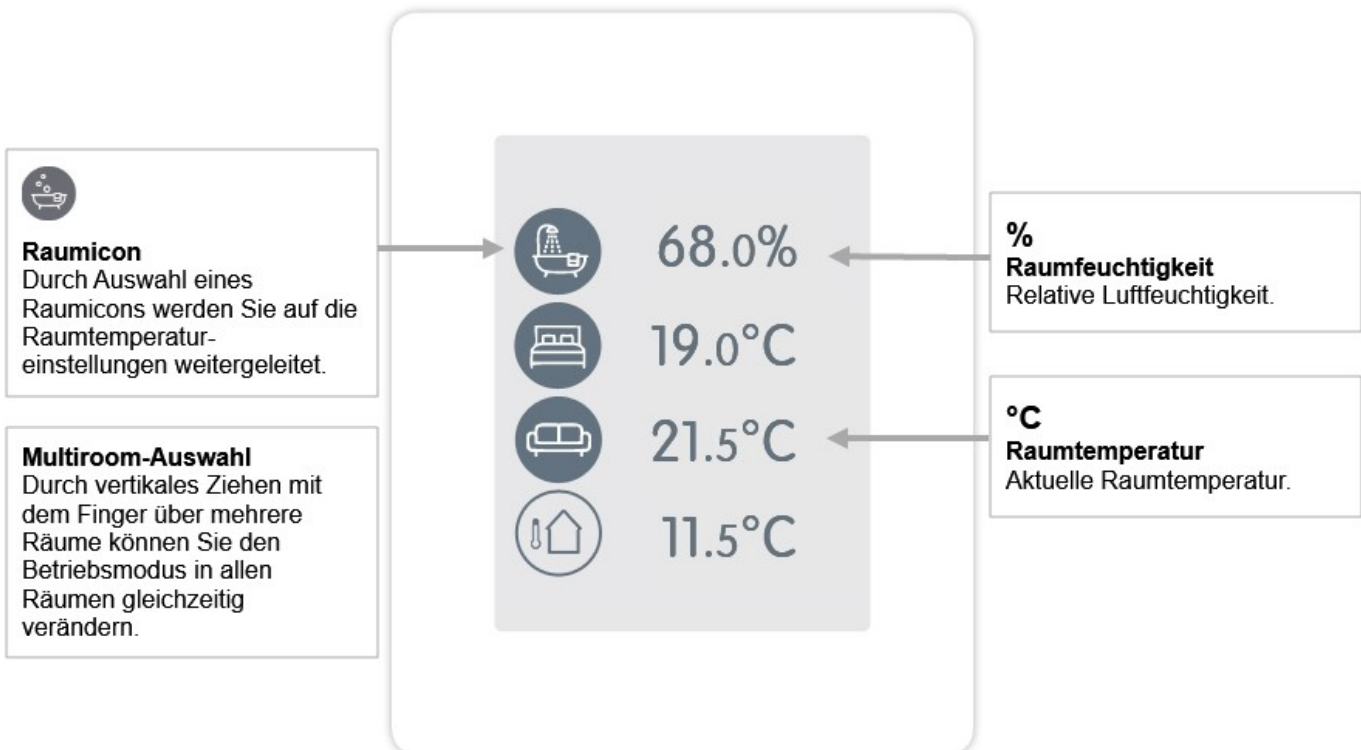 Raumicon
Durch Auswahl eines
Raumicons werden Sie auf die
Raumtemperatur-
einstellungen weitergeleitet.
Multiroom-Auswahl
Durch vertikales Ziehen mit
dem Finger über mehrere
Räume können Sie den
Betriebsmodus in allen
Räumen gleichzeitig
verändern.
68.0%
19.0°C
21.5°C
11.5°C
%
Raumfeuchtigkeit
Relative Luftfeuchtigkeit.
°C
Raumtemperatur
Aktuelle Raumtemperatur.